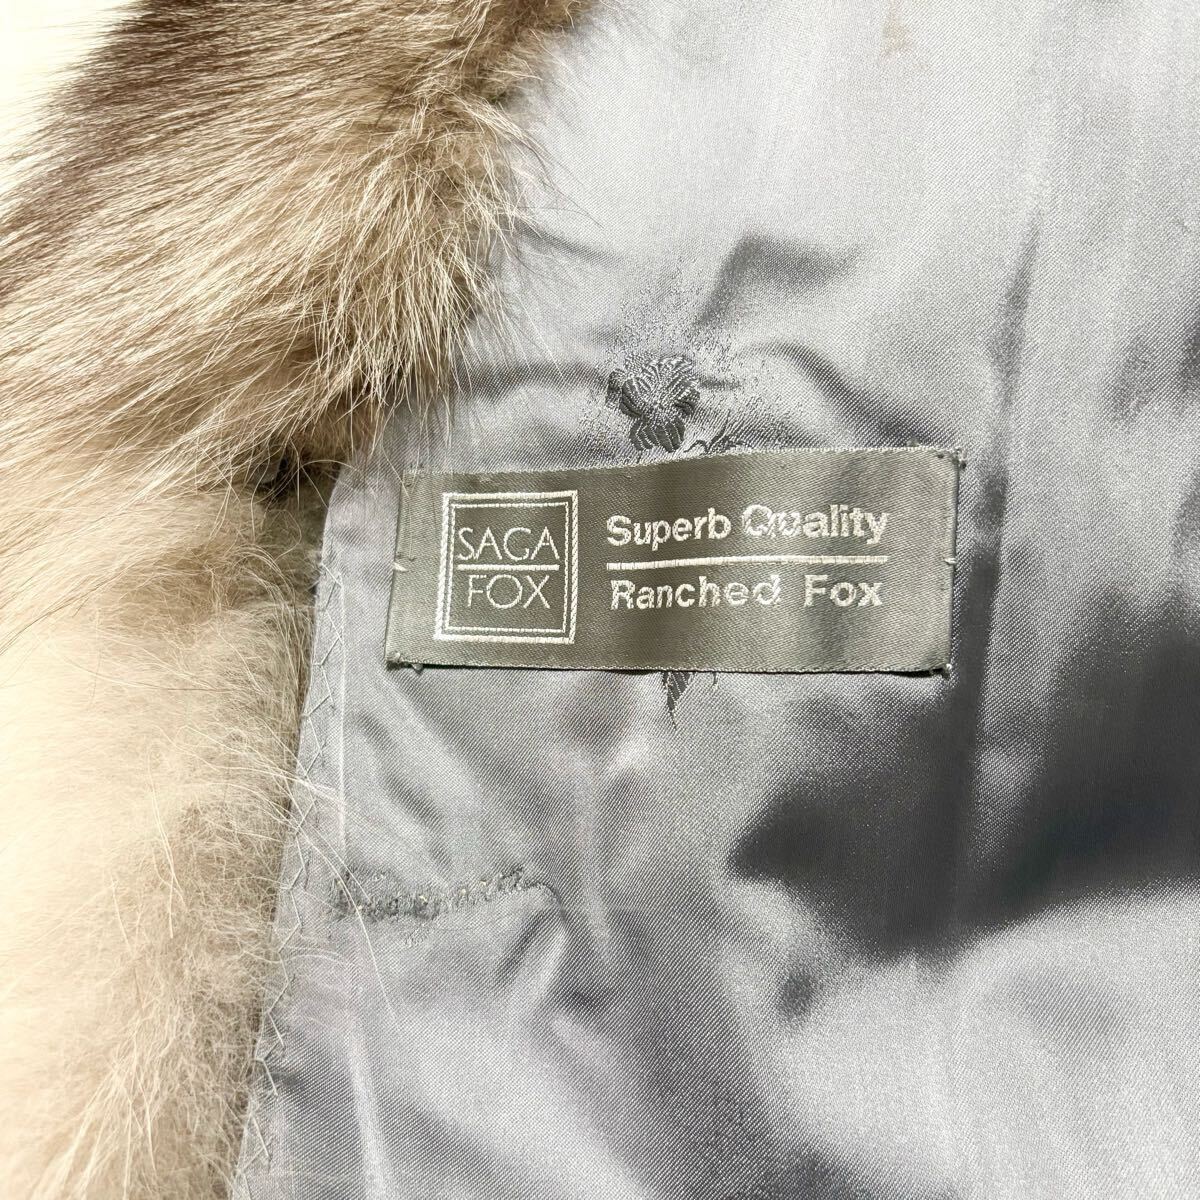 SAGA
FOX
Superb Quality
Ranched Fox